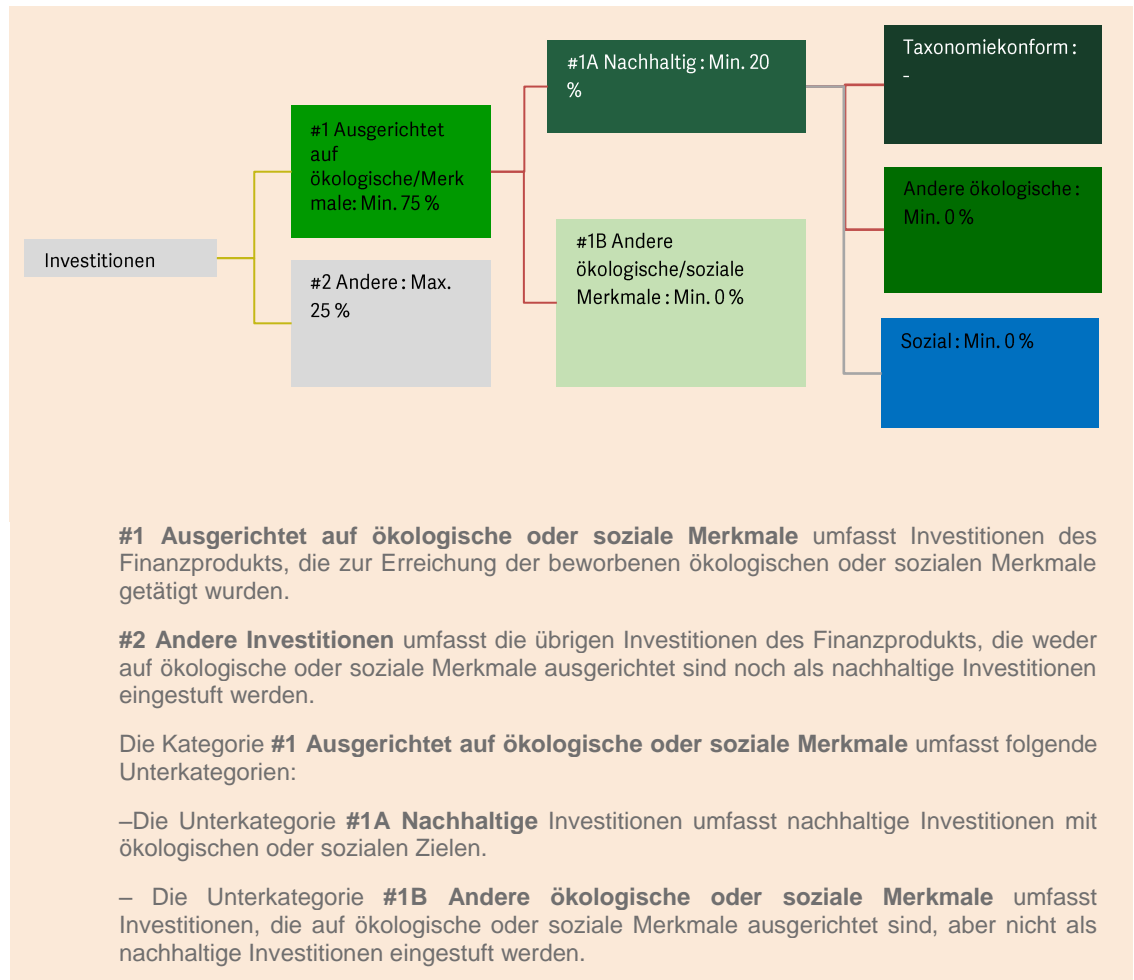 Investitionen
#1 Ausgerichtet
auf
ökologische/Merk
male: Min. 75 %
#2 Andere : Max.
25 %
#1A Nachhaltig : Min. 20
%
#1B Andere
ökologische/soziale
Merkmale : Min. 0 %
Taxonomiekonform :
-
Andere ökologische :
Min. 0 %
Sozial : Min. 0 %
#1 Ausgerichtet auf ökologische oder soziale Merkmale umfasst Investitionen des
Finanzprodukts, die zur Erreichung der beworbenen ökologischen oder sozialen Merkmale
getätigt wurden.
#2 Andere Investitionen umfasst die übrigen Investitionen des Finanzprodukts, die weder
auf ökologische oder soziale Merkmale ausgerichtet sind noch als nachhaltige Investitionen
eingestuft werden.
Die Kategorie #1 Ausgerichtet auf ökologische oder soziale Merkmale umfasst folgende
Unterkategorien:
–Die Unterkategorie #1A Nachhaltige Investitionen umfasst nachhaltige Investitionen mit
ökologischen oder sozialen Zielen.
– Die Unterkategorie #1B Andere ökologische oder soziale Merkmale umfasst
Investitionen, die auf ökologische oder soziale Merkmale ausgerichtet sind, aber nicht als
nachhaltige Investitionen eingestuft werden.